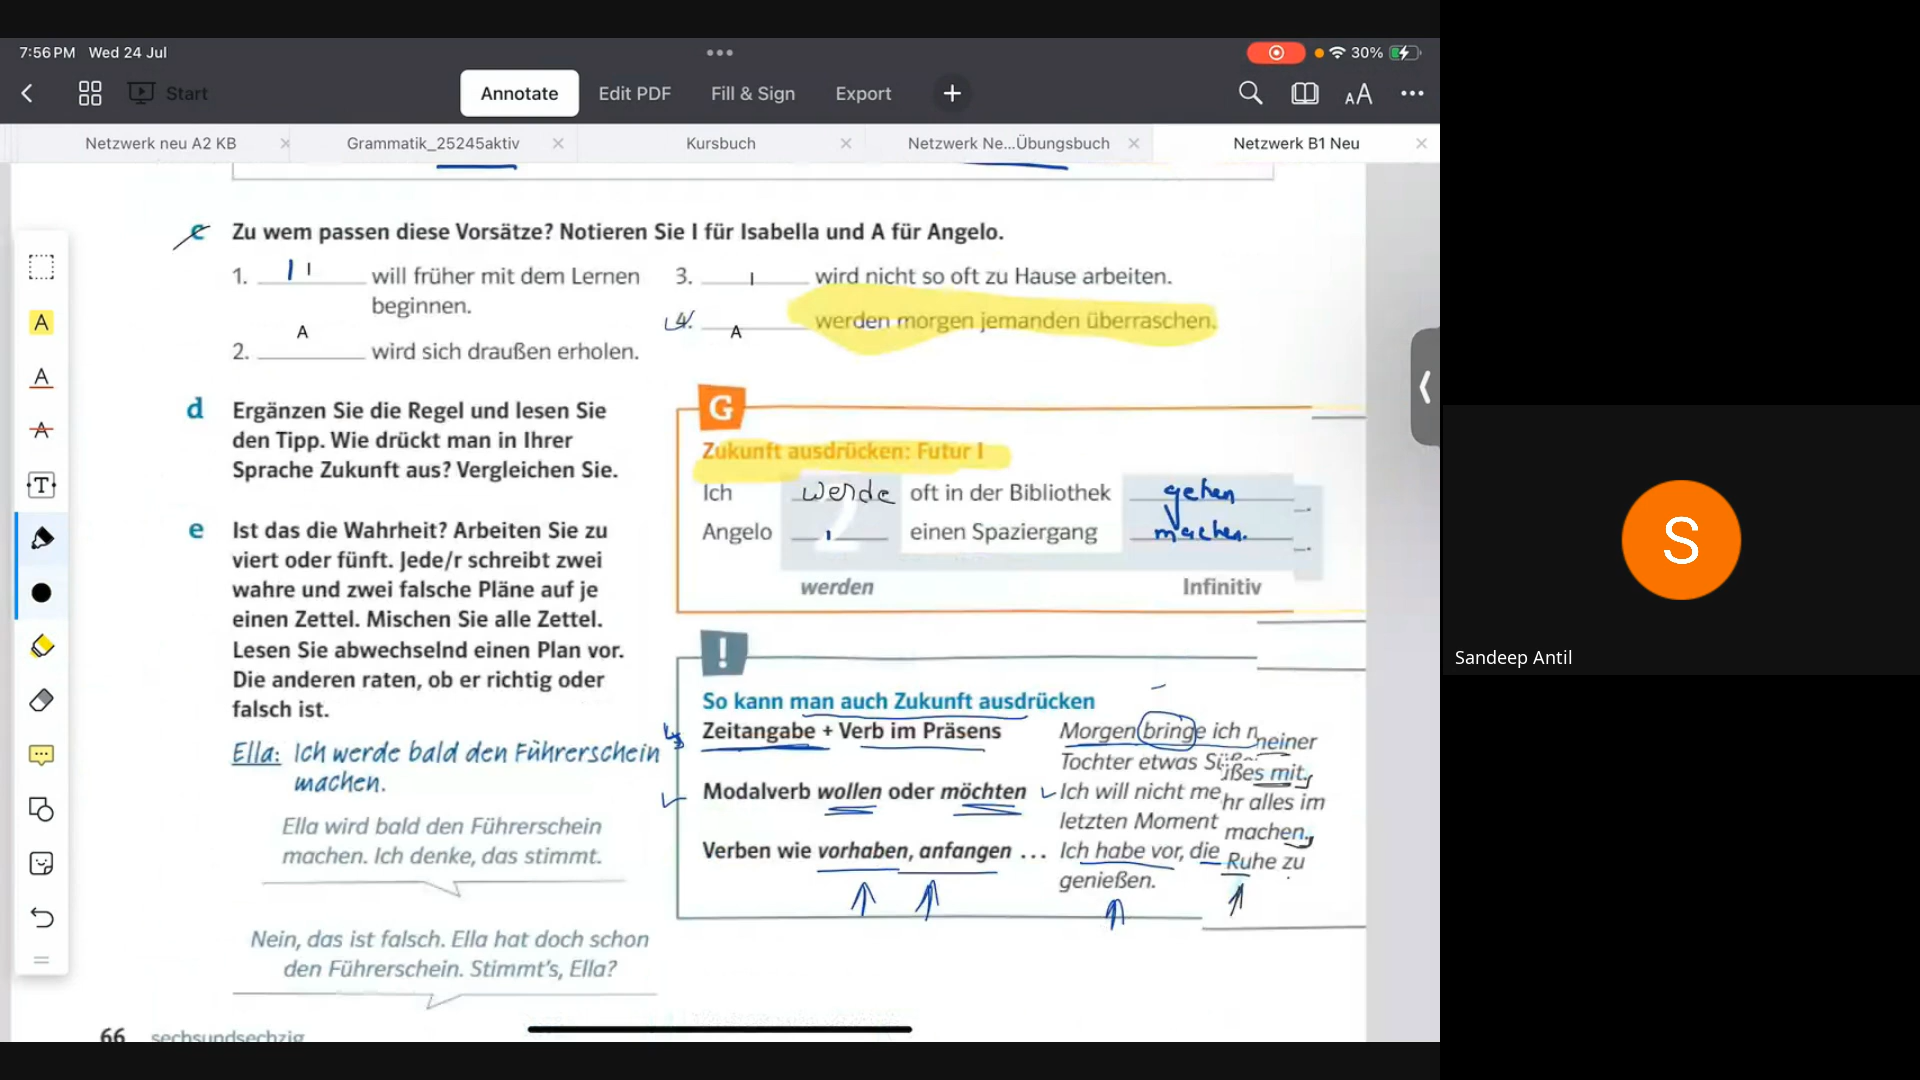 7:56 PM Wed 24 Jul
30%
Start
Annotate
Edit PDF
Fill & Sign
Export
Netzwerk neu A2 KB
Grammatik_25245aktiv
Kursbuch
Netzwerk Ne...Übungsbuch
Netzwerk B1 Neu
c Zu wem passen diese Vorsätze? Notieren Sie I für Isabella und A für Angelo.
1. I I will früher mit dem Lernen
beginnen.
A
2. wird sich draußen erholen.
3. I wird nicht so oft zu Hause arbeiten.
4. A werden morgen jemanden überraschen.
d Ergänzen Sie die Regel und lesen Sie
den Tipp. Wie drückt man in Ihrer
Sprache Zukunft aus? Vergleichen Sie.
e Ist das die Wahrheit? Arbeiten Sie zu
viert oder fünft. Jede/r schreibt zwei
wahre und zwei falsche Pläne auf je
einen Zettel. Mischen Sie alle Zettel.
Lesen Sie abwechselnd einen Plan vor.
Die anderen raten, ob er richtig oder
falsch ist.
Ella: Ich werde bald den Führerschein
machen.
Ella wird bald den Führerschein
machen. Ich denke, das stimmt.
Nein, das ist falsch. Ella hat doch schon
den Führerschein. Stimmt's, Ella?
G
Zukunft ausdrücken: Futur I
Ich werde oft in der Bibliothek gehen
Angelo einen Spaziergang machen.
werden Infinitiv
!
So kann man auch Zukunft ausdrücken
Zeitangabe + Verb im Präsens Morgen bringe ich meiner
Tochter etwas Süßes mit.
Modalverb wollen oder möchten Ich will nicht mehr alles im
letzten Moment machen.
Verben wie vorhaben, anfangen ... Ich habe vor, die Ruhe zu
genießen.
66 sechsundsechzig
S
Sandeep Antil